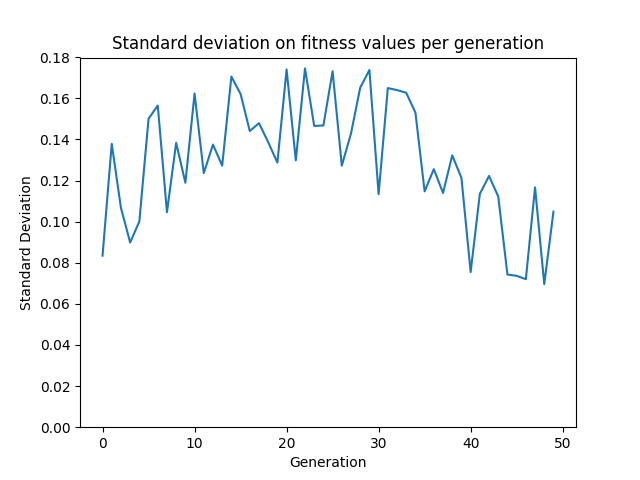 Standard deviation on fitness values per generation
0.18
0.16
0.14
0.12
0.10
0.08
0.06
0.04
0.02
0.00
Standard Deviation
0 10 20 30 40 50
Generation